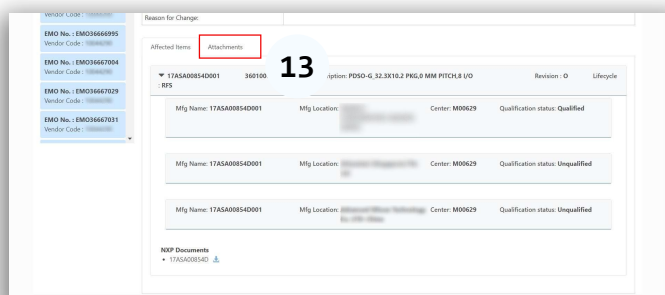 Vendor Code :
Reason for Change:
EMO No. : EMO36666995
Vendor Code :
EMO No. : EMO36667004
Vendor Code :
EMO No. : EMO36667029
Vendor Code :
EMO No. : EMO36667031
Vendor Code :
Affected Items Attachments
13
17ASA00854D001 360100 ription: PDSO-G_32.3X10.2 PKG,0 MM PITCH,8 I/O Revision : O Lifecycle
: RFS
Mfg Name: 17ASA00854D001 Mfg Location: Center: M00629 Qualification status: Qualified
Mfg Name: 17ASA00854D001 Mfg Location: Center: M00629 Qualification status: Unqualified
Mfg Name: 17ASA00854D001 Mfg Location: Center: M00629 Qualification status: Unqualified
NXP Documents
• 17ASA00854D